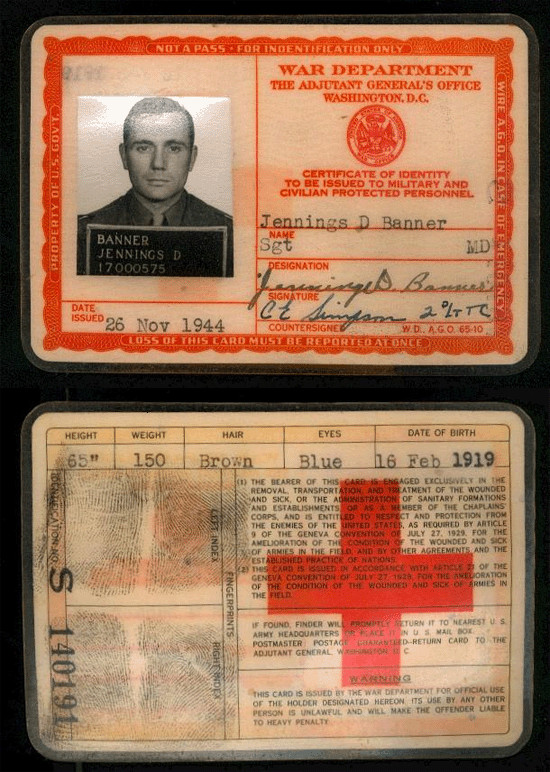 NOT A PASS - FOR INDENTIFICATION ONLY
PROPERTY OF U.S. GOV'T.
WIRE A.G.O. IN CASE OF EMERGENCY
WAR DEPARTMENT
THE ADJUTANT GENERAL'S OFFICE
WASHINGTON, D.C.
CERTIFICATE OF IDENTITY
TO BE ISSUED TO MILITARY AND
CIVILIAN PROTECTED PERSONNEL
BANNER
JENNINGS D
17000575
Jennings D Banner
NAME
Sgt MD
DESIGNATION
Jennings D. Banner
SIGNATURE
C E Simpson
COUNTERSIGNED W.D., A.G.O. 65-10
DATE
ISSUED 26 Nov 1944
LOSS OF THIS CARD MUST BE REPORTED AT ONCE
HEIGHT WEIGHT HAIR EYES DATE OF BIRTH
65" 150 Brown Blue 16 Feb 1919
S 140191
LEFT INDEX
FINGERPRINTS
RIGHT INDEX
(1) THE BEARER OF THIS CARD IS ENGAGED EXCLUSIVELY IN THE
REMOVAL, TRANSPORTATION, AND TREATMENT OF THE WOUNDED
AND SICK, OR THE ADMINISTRATION OF SANITARY FORMATIONS
AND ESTABLISHMENTS OR AS A MEMBER OF THE CHAPLAINS'
CORPS, AND IS ENTITLED TO RESPECT AND PROTECTION FROM
THE ENEMIES OF THE UNITED STATES, AS REQUIRED BY ARTICLE
9 OF THE GENEVA CONVENTION OF JULY 27, 1929, FOR THE
AMELIORATION OF THE CONDITION OF THE WOUNDED AND SICK
OF ARMIES IN THE FIELD, AND BY OTHER AGREEMENTS AND THE
ESTABLISHED PRACTICE OF NATIONS.
(2) THIS CARD IS ISSUED IN ACCORDANCE WITH ARTICLE 21 OF THE
GENEVA CONVENTION OF JULY 27, 1929, FOR THE AMELIORATION
OF THE CONDITION OF THE WOUNDED AND SICK OF ARMIES IN
THE FIELD.
IF FOUND, FINDER WILL PROMPTLY RETURN IT TO NEAREST U. S.
ARMY HEADQUARTERS OR PLACE IT IN U. S. MAIL BOX.
POSTMASTER: POSTAGE GUARANTEED-RETURN CARD TO THE
ADJUTANT GENERAL, WASHINGTON D. C.
WARNING
THIS CARD IS ISSUED BY THE WAR DEPARTMENT FOR OFFICIAL USE
OF THE HOLDER DESIGNATED HEREON. ITS USE BY ANY OTHER
PERSON IS UNLAWFUL AND WILL MAKE THE OFFENDER LIABLE
TO HEAVY PENALTY.